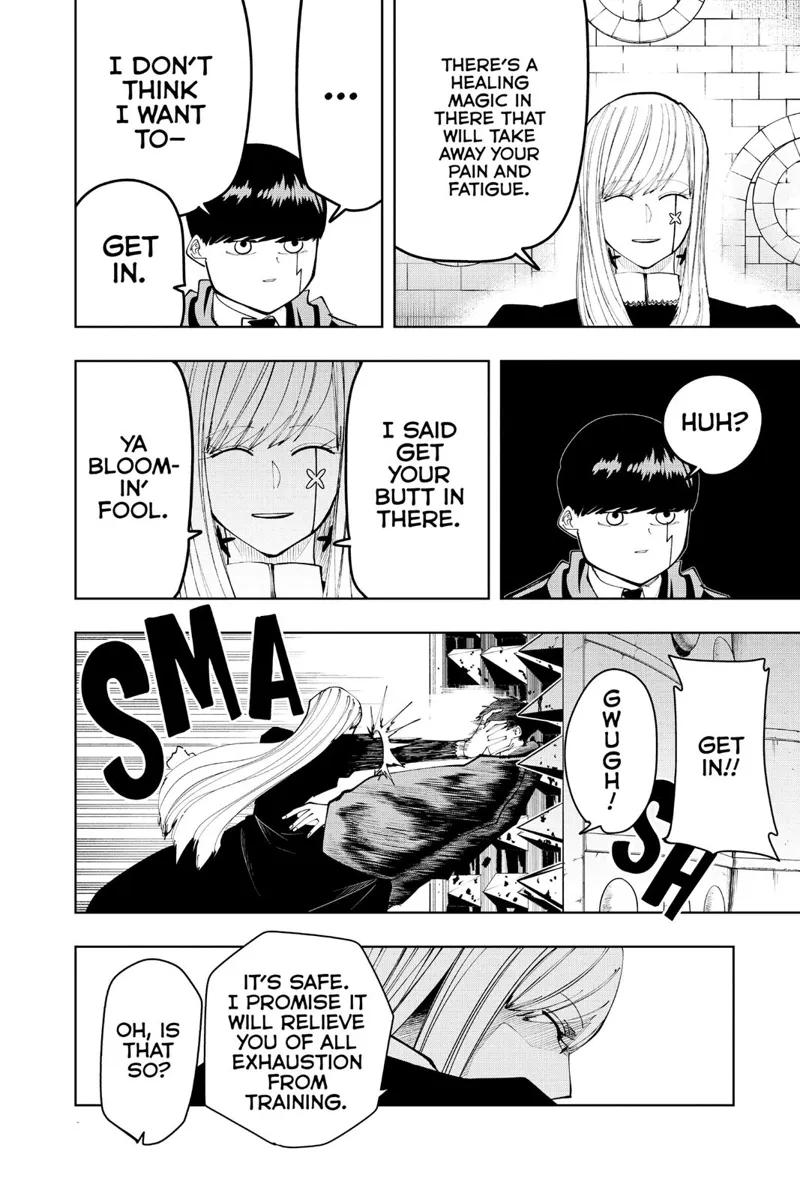 THERE'S A
HEALING
MAGIC IN
THERE THAT
WILL TAKE
AWAY YOUR
PAIN AND
FATIGUE.
...
I DON'T
THINK
I WANT
TO—
GET
IN.
HUH?
I SAID
GET
YOUR
BUTT IN
THERE.
YA
BLOOM-
IN'
FOOL.
GET
IN!!
GWUGH!
SMA
SH
IT'S SAFE.
I PROMISE IT
WILL RELIEVE
YOU OF ALL
EXHAUSTION
FROM
TRAINING.
OH, IS
THAT
SO?